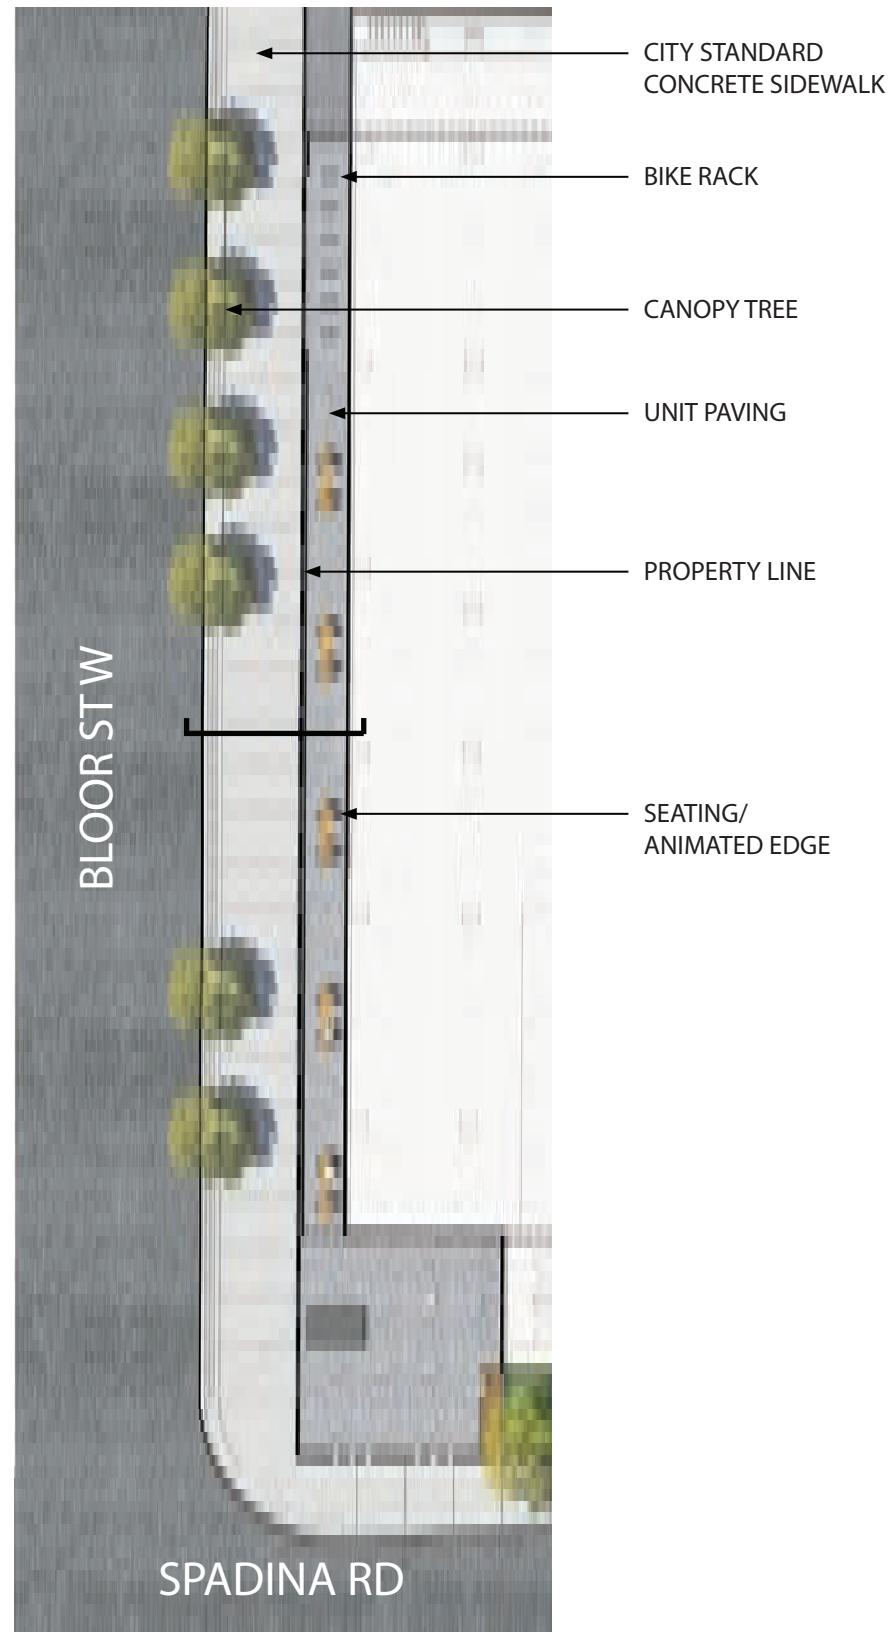 CITY STANDARD
CONCRETE SIDEWALK
BIKE RACK
CANOPY TREE
UNIT PAVING
PROPERTY LINE
BLOOR ST W
SEATING/
ANIMATED EDGE
SPADINA RD